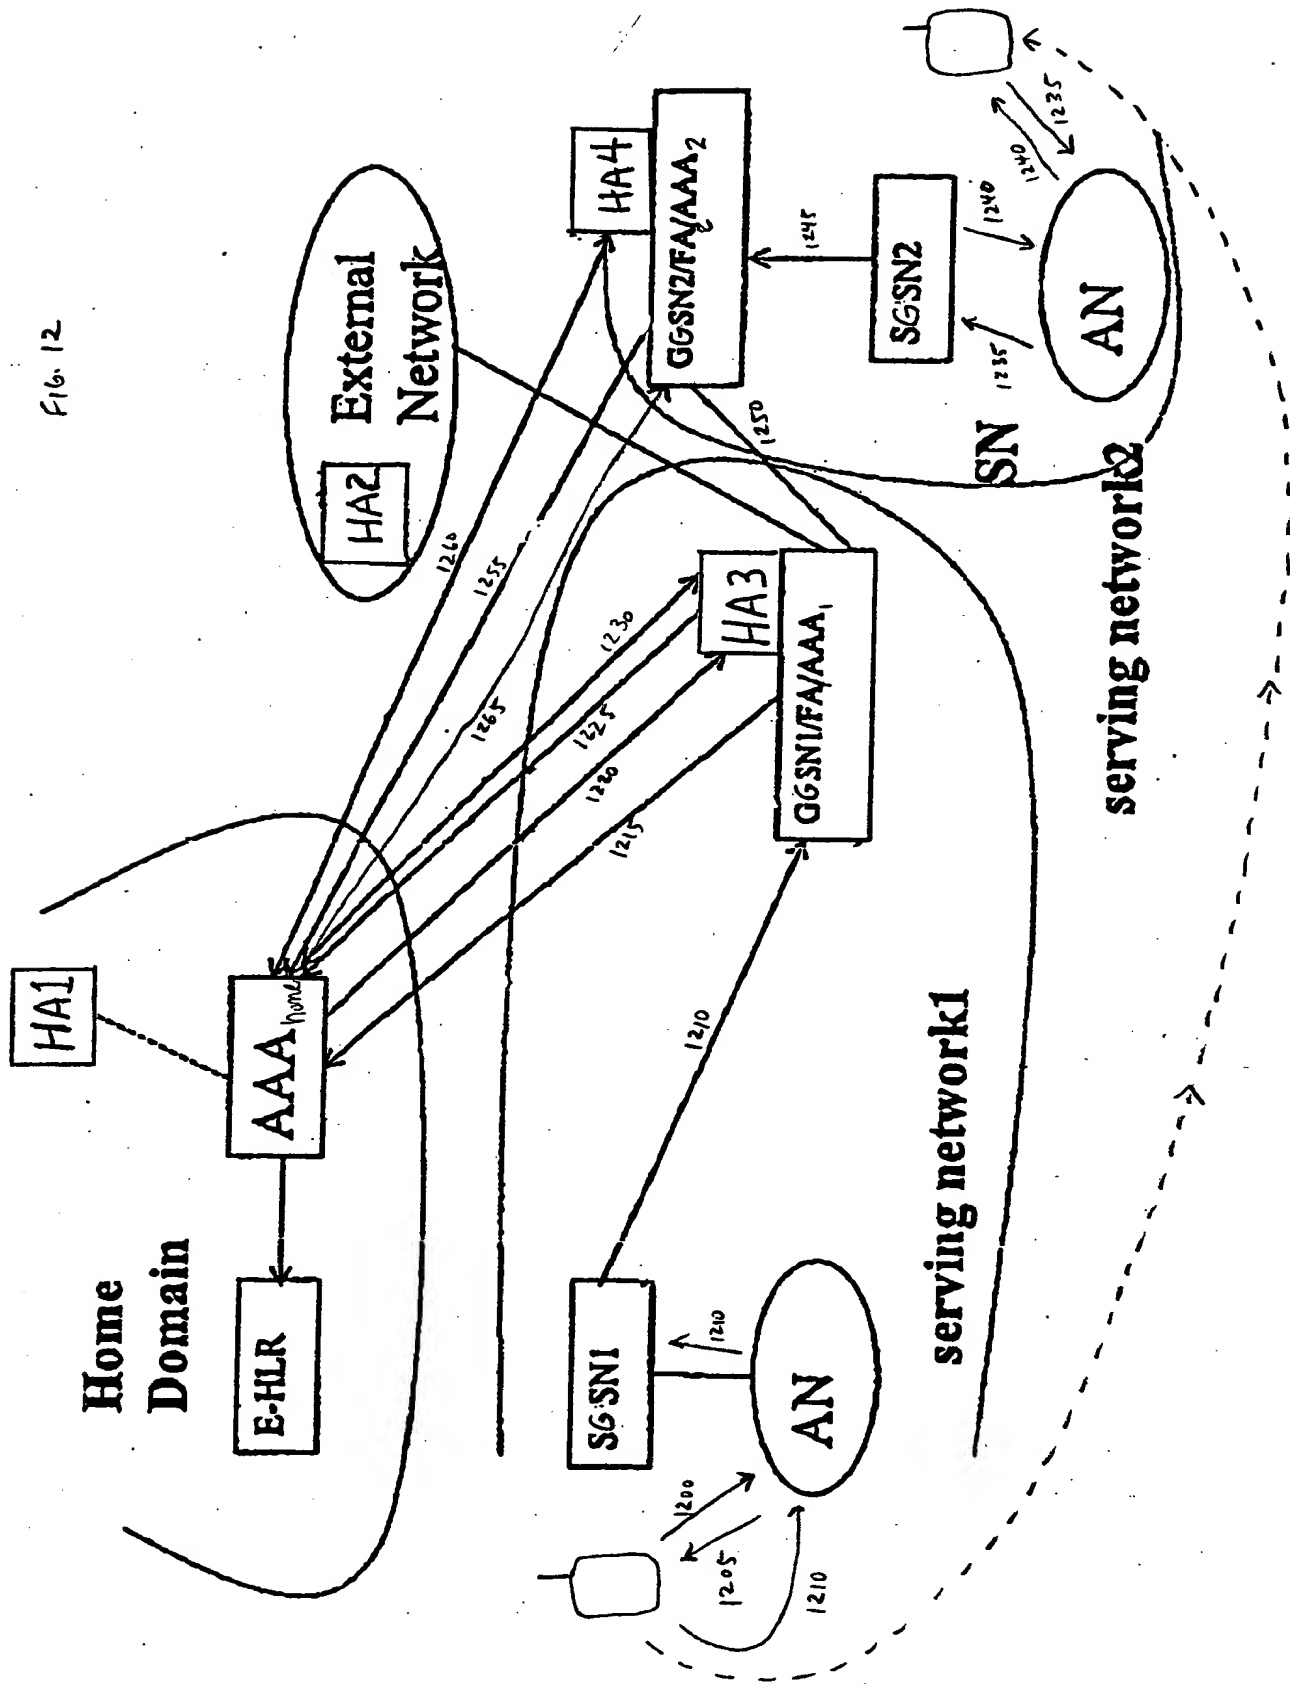 FIG. 12
HA1
Home
Domain
E-HLR
AAA home
HA2
External
Network
1260
1255
1265
1230
1225
1220
1215
HA4
GGSN2/FA/AAA2
HA3
GGSN1/FA/AAA1
1250
1245
SGSN2
1240
1235
1240
1235
SN
AN
serving network2
SGSN1
1210
1210
AN
1200
1205
1210
serving network1